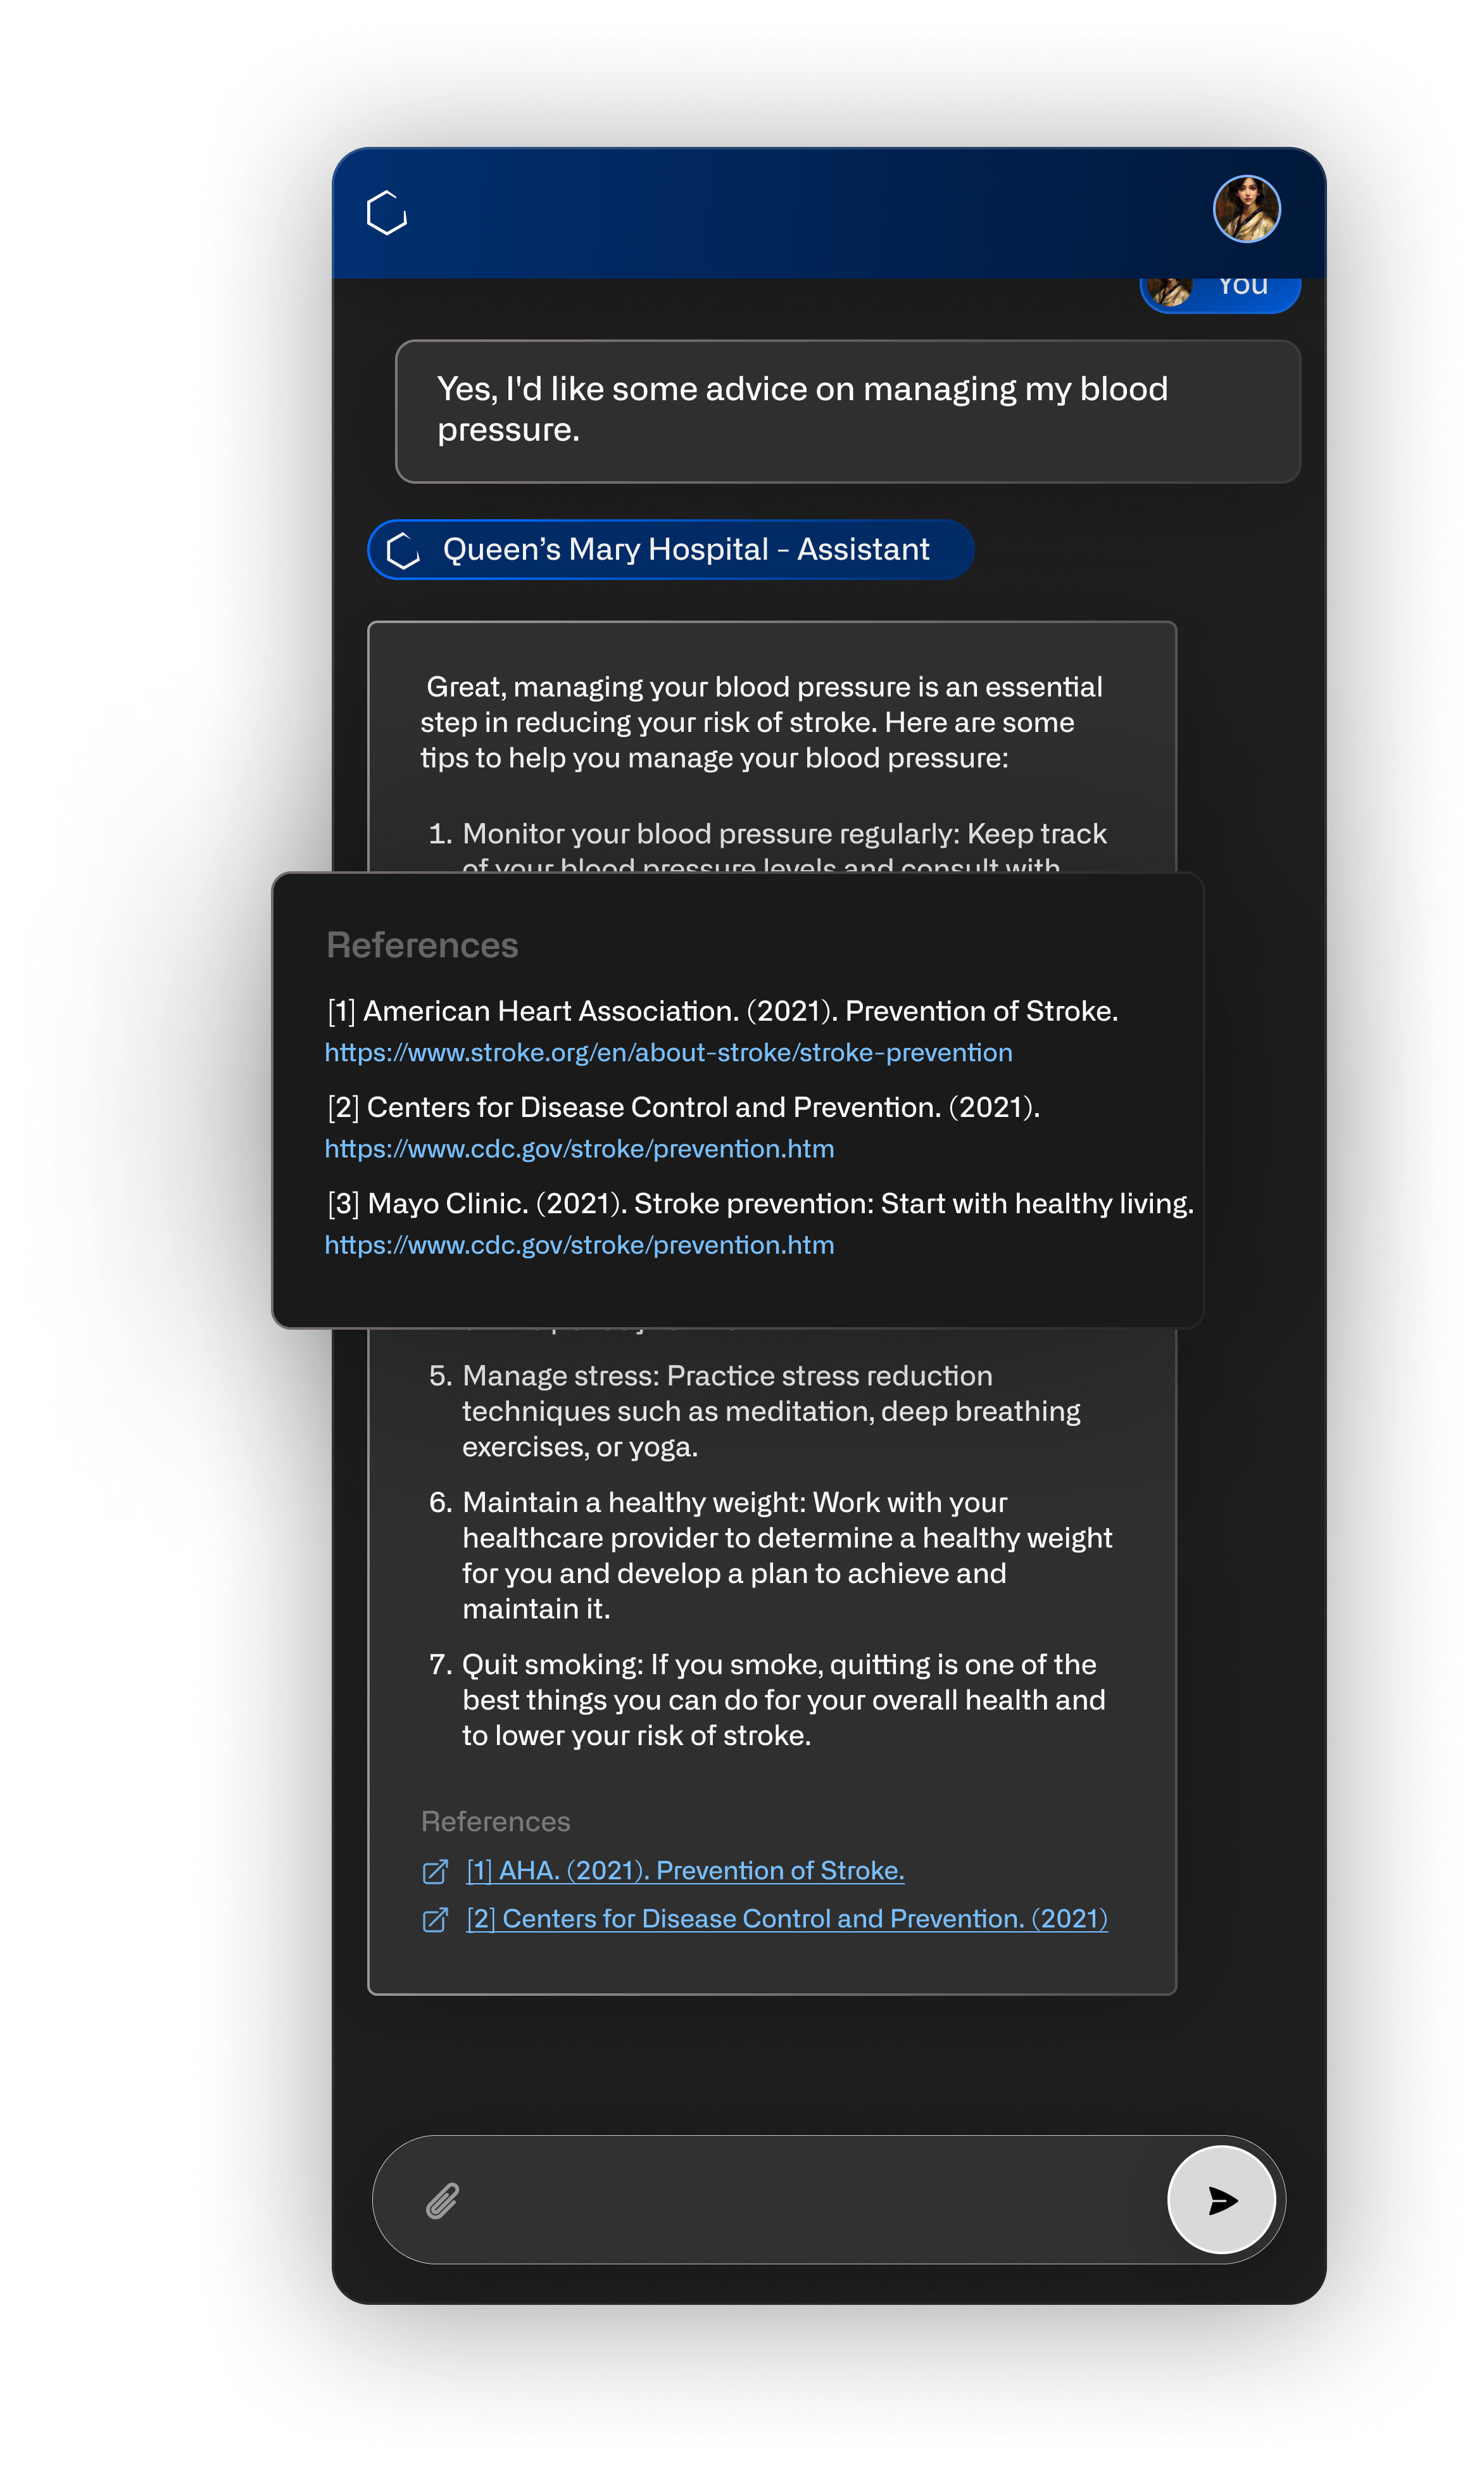 You
Yes, I'd like some advice on managing my blood
pressure.
Queen’s Mary Hospital - Assistant
Great, managing your blood pressure is an essential
step in reducing your risk of stroke. Here are some
tips to help you manage your blood pressure:
1. Monitor your blood pressure regularly: Keep track
of your blood pressure levels and consult with
References
[1] American Heart Association. (2021). Prevention of Stroke.
https://www.stroke.org/en/about-stroke/stroke-prevention
[2] Centers for Disease Control and Prevention. (2021).
https://www.cdc.gov/stroke/prevention.htm
[3] Mayo Clinic. (2021). Stroke prevention: Start with healthy living.
https://www.cdc.gov/stroke/prevention.htm
5. Manage stress: Practice stress reduction
techniques such as meditation, deep breathing
exercises, or yoga.
6. Maintain a healthy weight: Work with your
healthcare provider to determine a healthy weight
for you and develop a plan to achieve and
maintain it.
7. Quit smoking: If you smoke, quitting is one of the
best things you can do for your overall health and
to lower your risk of stroke.
References
[1] AHA. (2021). Prevention of Stroke.
[2] Centers for Disease Control and Prevention. (2021)